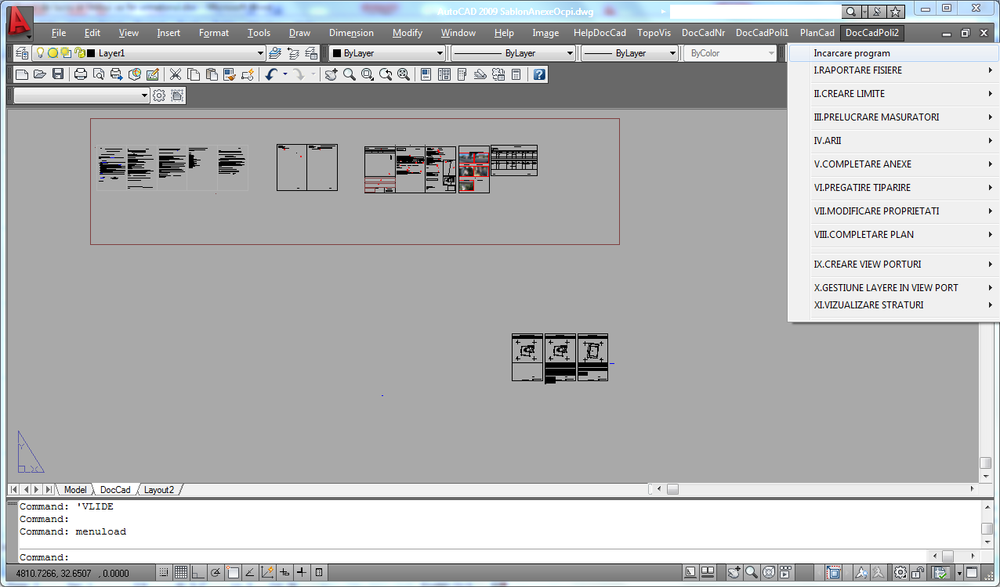 AutoCAD 2009 SablonAnexeOcpi.dwg
File Edit View Insert Format Tools Draw Dimension Modify Window Help Image HelpDocCad TopoVis DocCadNr DocCadPoli1 PlanCad DocCadPoli2
Layer1 ByLayer ByLayer ByLayer ByColor
Incarcare program
I.RAPORTARE FISIERE
II.CREARE LIMITE
III.PRELUCRARE MASURATORI
IV.ARII
V.COMPLETARE ANEXE
VI.PREGATIRE TIPARIRE
VII.MODIFICARE PROPRIETATI
VIII.COMPLETARE PLAN
IX.CREARE VIEW PORTURI
X.GESTIUNE LAYERE IN VIEW PORT
XI.VIZUALIZARE STRATURI
Y
X
Model DocCad Layout2
Command: 'VLIDE
Command:
Command: menuload
Command:
4810.7266, 32.6507 , 0.0000